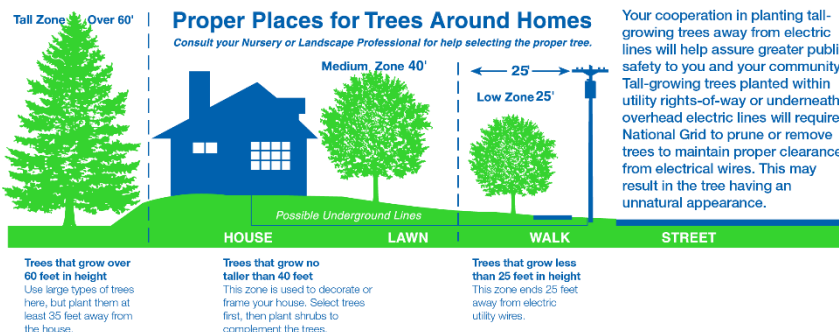 Proper Places for Trees Around Homes
Consult your Nursery or Landscape Professional for help selecting the proper tree.
Tall Zone Over 60'
Medium Zone 40'
25'
Low Zone 25'
Possible Underground Lines
HOUSE LAWN WALK STREET
Trees that grow over
60 feet in height
Use large types of trees
here, but plant them at
least 35 feet away from
the house.
Trees that grow no
taller than 40 feet
This zone is used to decorate or
frame your house. Select trees
first, then plant shrubs to
complement the trees.
Trees that grow less
than 25 feet in height
This zone ends 25 feet
away from electric
utility wires.
Your cooperation in planting tall-
growing trees away from electric
lines will help assure greater publi
safety to you and your community
Tall-growing trees planted within
utility rights-of-way or underneath
overhead electric lines will require
National Grid to prune or remove
trees to maintain proper clearance
from electrical wires. This may
result in the tree having an
unnatural appearance.